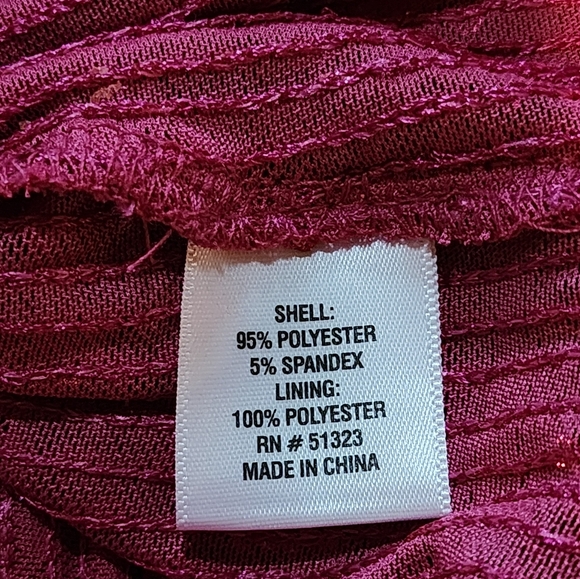 SHELL:
95% POLYESTER
5% SPANDEX
LINING:
100% POLYESTER
RN # 51323
MADE IN CHINA